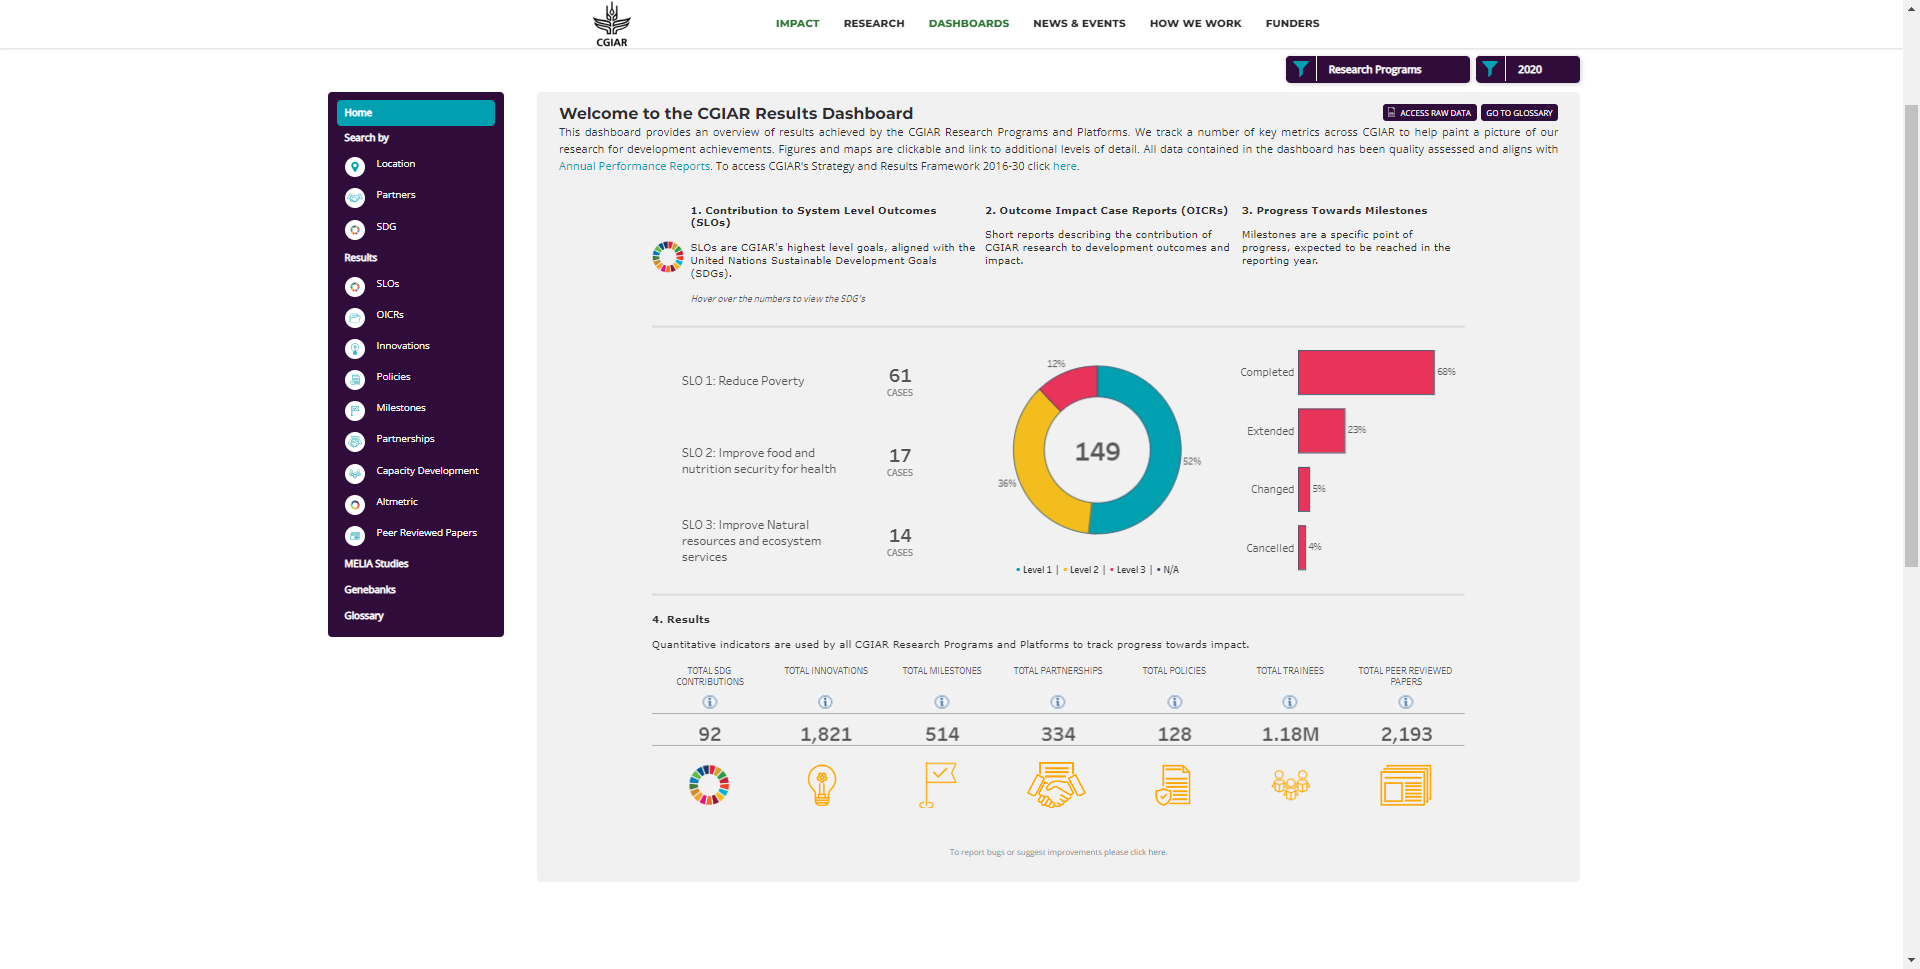 CGIAR
IMPACT
RESEARCH
DASHBOARDS
NEWS & EVENTS
HOW WE WORK
FUNDERS
Research Programs
2020
Home
Search by
Location
Partners
SDG
Results
SLOs
OICRs
Innovations
Policies
Milestones
Partnerships
Capacity Development
Altmetric
Peer Reviewed Papers
MELIA Studies
Genebanks
Glossary
Welcome to the CGIAR Results Dashboard
ACCESS RAW DATA
GO TO GLOSSARY
This dashboard provides an overview of results achieved by the CGIAR Research Programs and Platforms. We track a number of key metrics across CGIAR to help paint a picture of our
research for development achievements. Figures and maps are clickable and link to additional levels of detail. All data contained in the dashboard has been quality assessed and aligns with
Annual Performance Reports. To access CGIAR's Strategy and Results Framework 2016-30 click here.
1. Contribution to System Level Outcomes
(SLOs)
SLOs are CGIAR's highest level goals, aligned with the
United Nations Sustainable Development Goals
(SDGs).
Hover over the numbers to view the SDG's
2. Outcome Impact Case Reports (OICRs)
Short reports describing the contribution of
CGIAR research to development outcomes and
impact.
3. Progress Towards Milestones
Milestones are a specific point of
progress, expected to be reached in the
reporting year.
SLO 1: Reduce Poverty
61
CASES
SLO 2: Improve food and
nutrition security for health
17
CASES
SLO 3: Improve Natural
resources and ecosystem
services
14
CASES
12%
149
52%
36%
Level 1 | Level 2 | Level 3 | N/A
Completed 68%
Extended 23%
Changed 5%
Cancelled 4%
4. Results
Quantitative indicators are used by all CGIAR Research Programs and Platforms to track progress towards impact.
TOTAL SDG
CONTRIBUTIONS
TOTAL INNOVATIONS
TOTAL MILESTONES
TOTAL PARTNERSHIPS
TOTAL POLICIES
TOTAL TRAINEES
TOTAL PEER REVIEWED
PAPERS
92
1,821
514
334
128
1.18M
2,193
To report bugs or suggest improvements please click here.